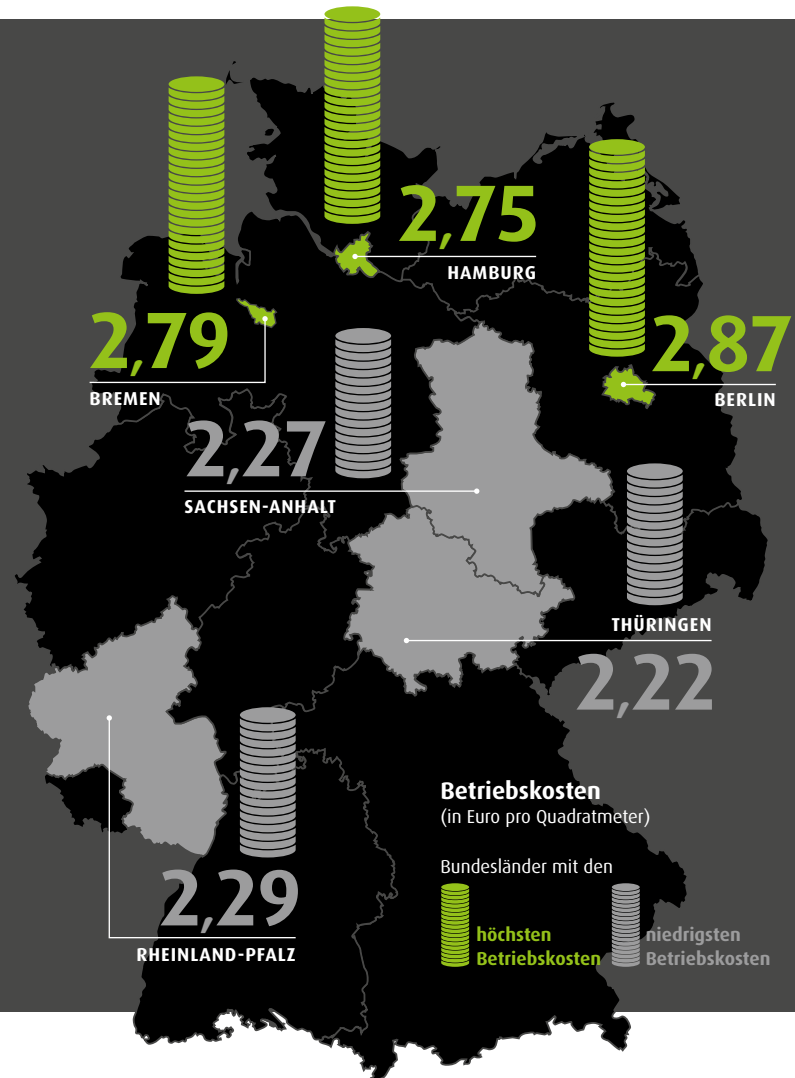 2,75
HAMBURG
2,79
BREMEN
2,87
BERLIN
2,27
SACHSEN-ANHALT
THÜRINGEN
2,22
2,29
RHEINLAND-PFALZ
Betriebskosten
(in Euro pro Quadratmeter)
Bundesländer mit den
höchsten
Betriebskosten
niedrigsten
Betriebskosten